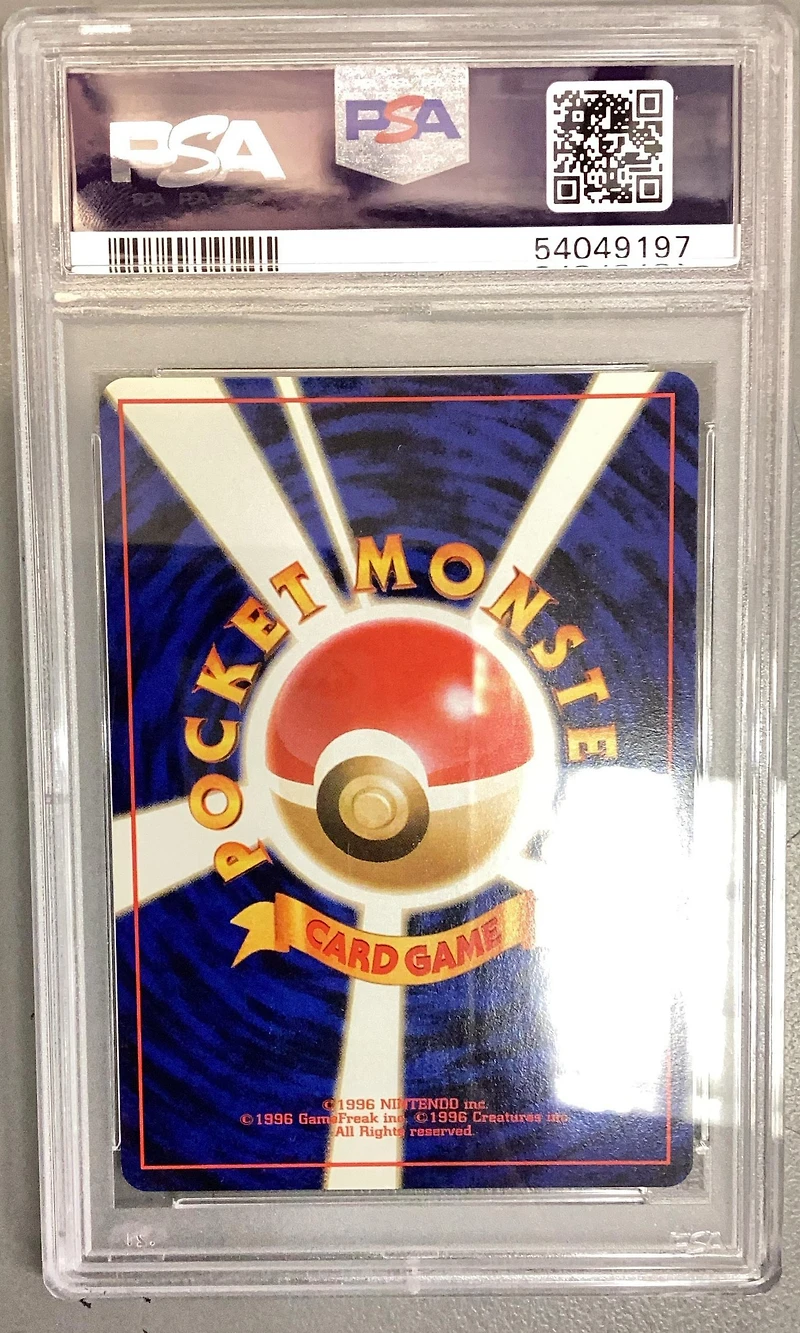 PSA PSA
54049197
POCKET MONSTE
CARD GAME
©1996 NINTENDO inc.
©1996 GameFreak inc. ©1996 Creatures inc.
All Rights reserved.
PSA